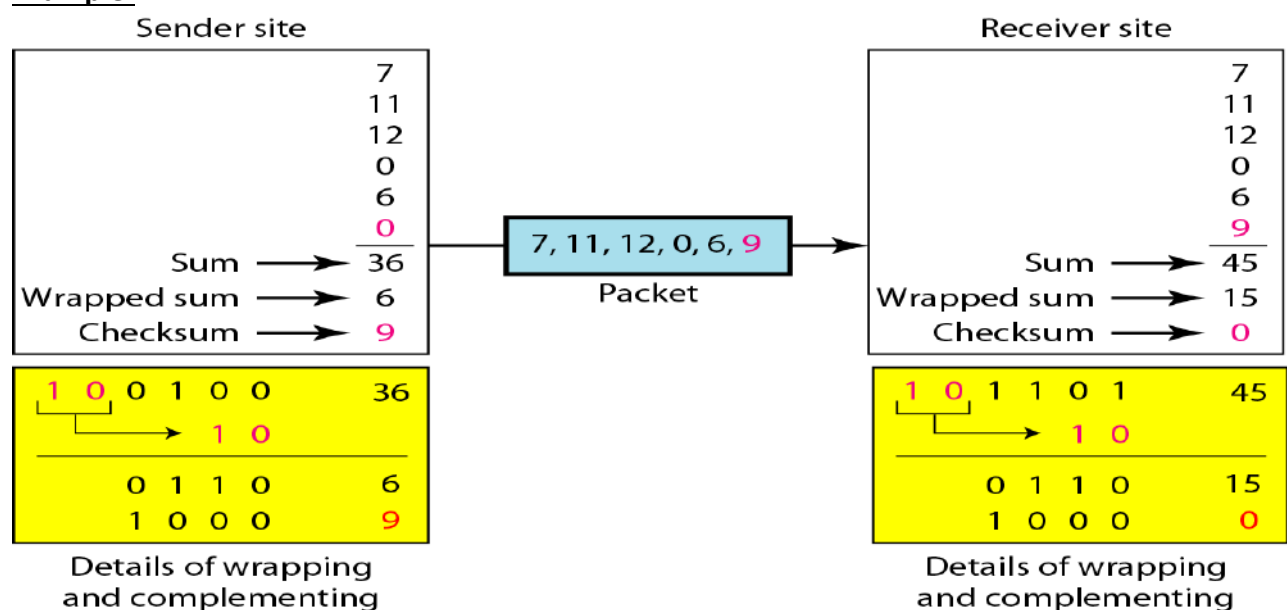 Sender site
7
11
12
0
6
0
Sum 36
Wrapped sum 6
Checksum 9
1 0 0 1 0 0 36
1 0
0 1 1 0 6
1 0 0 0 9
Details of wrapping
and complementing
7, 11, 12, 0, 6, 9
Packet
Receiver site
7
11
12
0
6
9
Sum 45
Wrapped sum 15
Checksum 0
1 0 1 1 0 1 45
1 0
0 1 1 0 15
1 0 0 0 0
Details of wrapping
and complementing